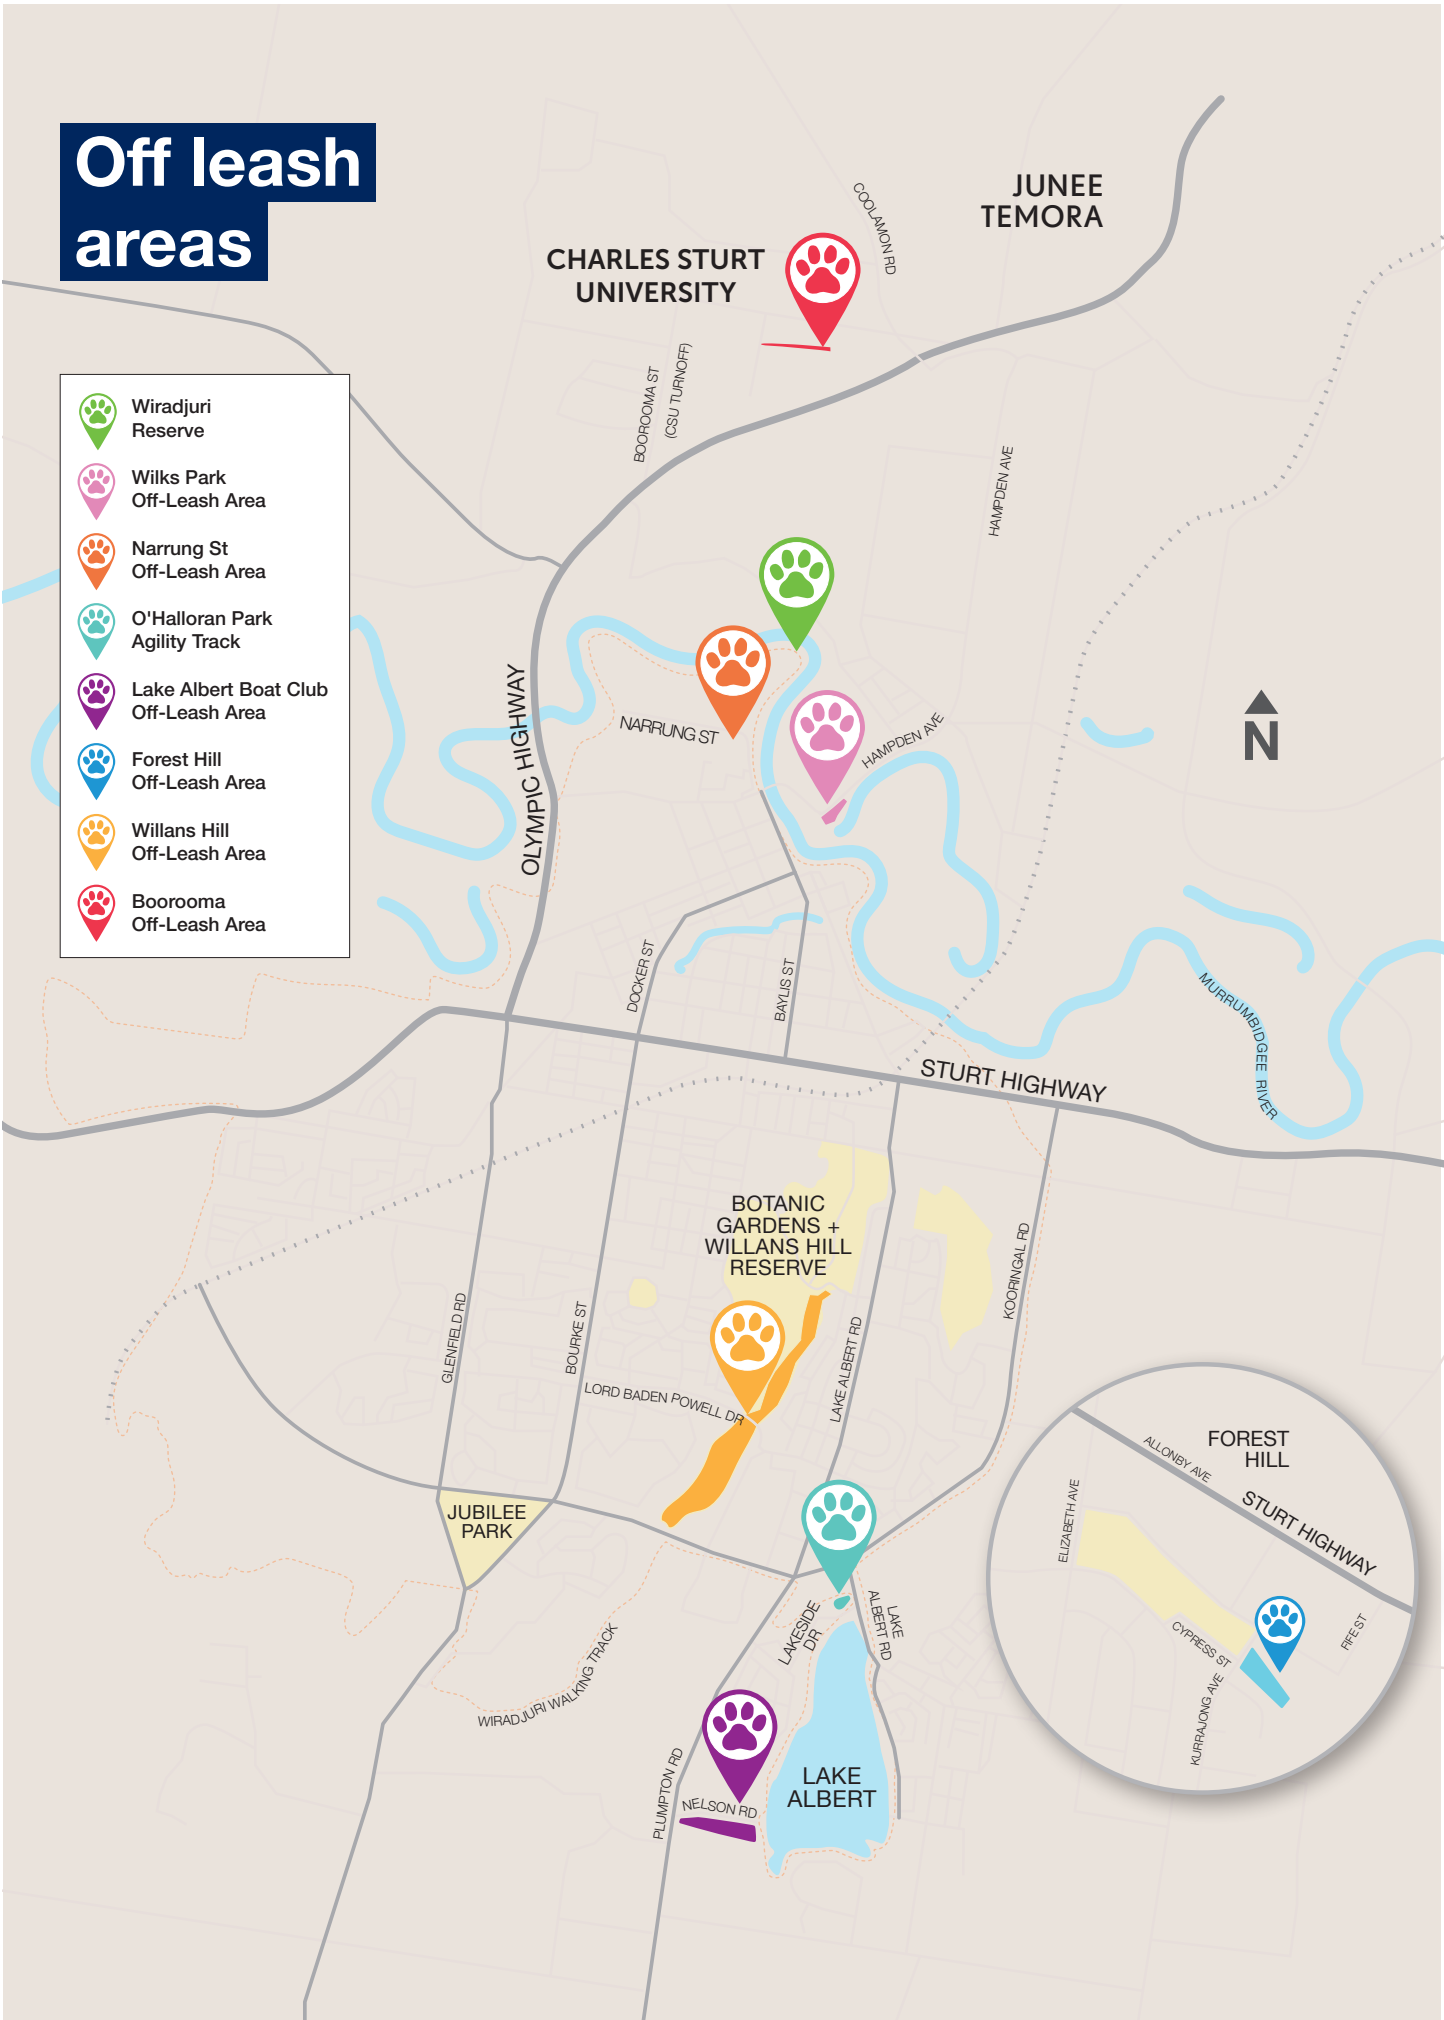 Off leash
areas
Wiradjuri
Reserve
Wilks Park
Off-Leash Area
Narrung St
Off-Leash Area
O'Halloran Park
Agility Track
Lake Albert Boat Club
Off-Leash Area
Forest Hill
Off-Leash Area
Willans Hill
Off-Leash Area
Boorooma
Off-Leash Area
JUNEE
TEMORA
COOLAMON RD
CHARLES STURT
UNIVERSITY
BOOROOMA ST
(CSU TURNOFF)
HAMPDEN AVE
OLYMPIC HIGHWAY
NARRUNG ST
HAMPDEN AVE
N
DOCKER ST
BAYLIS ST
MURRUMBIDGEE RIVER
STURT HIGHWAY
BOTANIC
GARDENS +
WILLANS HILL
RESERVE
KOORINGAL RD
GLENFIELD RD
BOURKE ST
LAKE ALBERT RD
LORD BADEN POWELL DR
JUBILEE
PARK
FOREST
HILL
ALLONBY AVE
ELIZABETH AVE
STURT HIGHWAY
CYPRESS ST
FIFE ST
KURRAJONG AVE
LAKESIDE
DR
LAKE
ALBERT RD
WIRADJURI WALKING TRACK
PLUMPTON RD
NELSON RD
LAKE
ALBERT